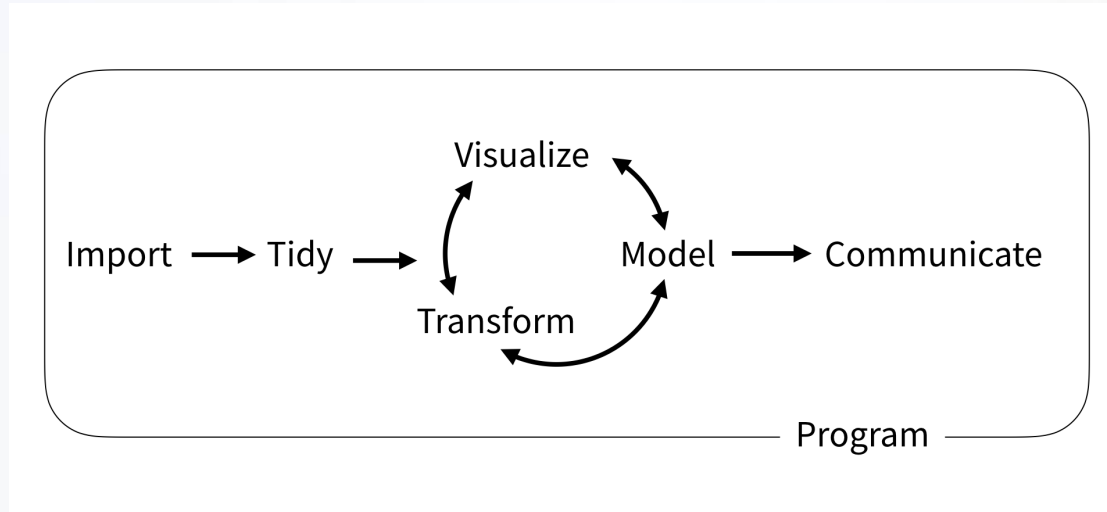 Visualize
Import
Tidy
Model
Communicate
Transform
Program